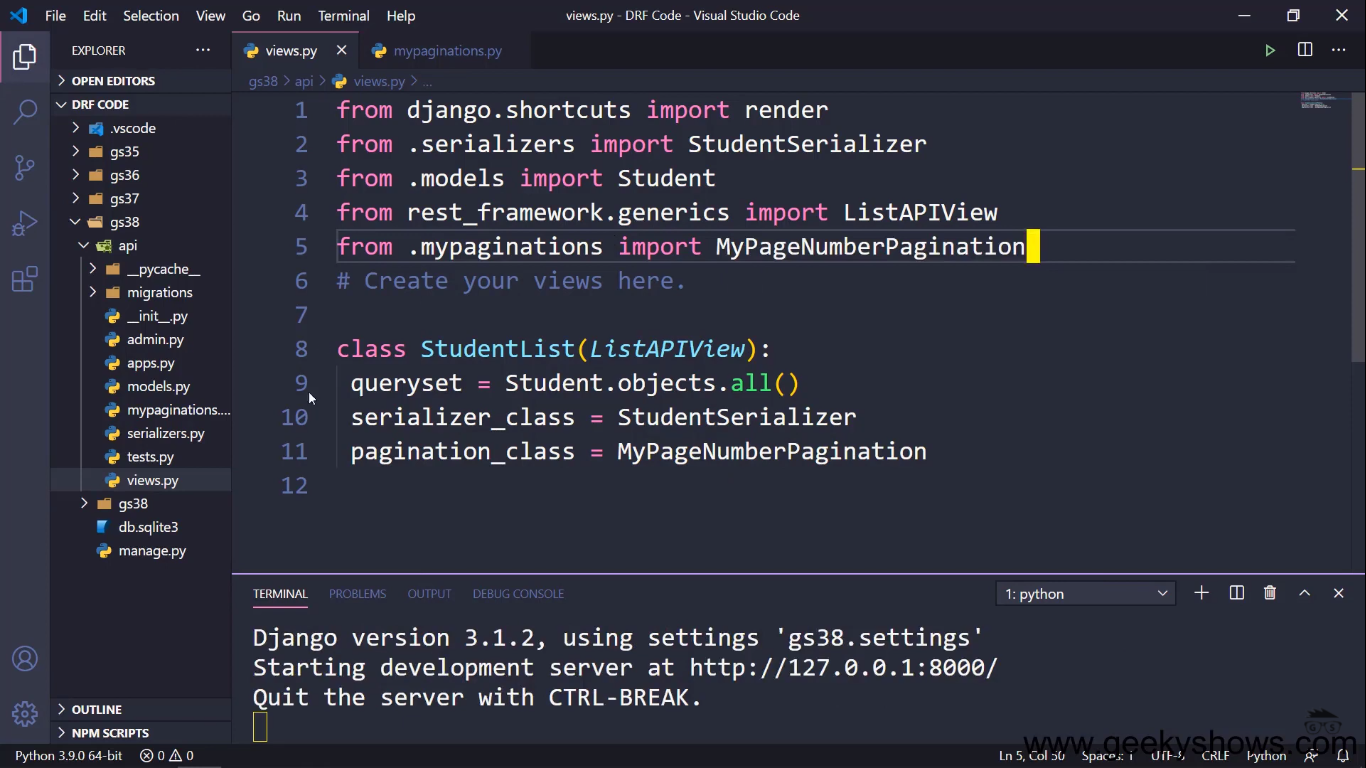 File Edit Selection View Go Run Terminal Help
views.py - DRF Code - Visual Studio Code
EXPLORER
OPEN EDITORS
DRF CODE
.vscode
gs35
gs36
gs37
gs38
api
__pycache__
migrations
__init__.py
admin.py
apps.py
models.py
mypaginations....
serializers.py
tests.py
views.py
gs38
db.sqlite3
manage.py
OUTLINE
NPM SCRIPTS
views.py
mypaginations.py
gs38 > api > views.py > ...
1 from django.shortcuts import render
2 from .serializers import StudentSerializer
3 from .models import Student
4 from rest_framework.generics import ListAPIView
5 from .mypaginations import MyPageNumberPagination
6 # Create your views here.
7
8 class StudentList(ListAPIView):
9 queryset = Student.objects.all()
10 serializer_class = StudentSerializer
11 pagination_class = MyPageNumberPagination
12
TERMINAL PROBLEMS OUTPUT DEBUG CONSOLE
1: python
Django version 3.1.2, using settings 'gs38.settings'
Starting development server at http://127.0.0.1:8000/
Quit the server with CTRL-BREAK.
www.geekyshows.com
Python 3.9.0 64-bit 0 0
Ln 5, Col 50 Spaces: 1 UTF-8 CRLF Python